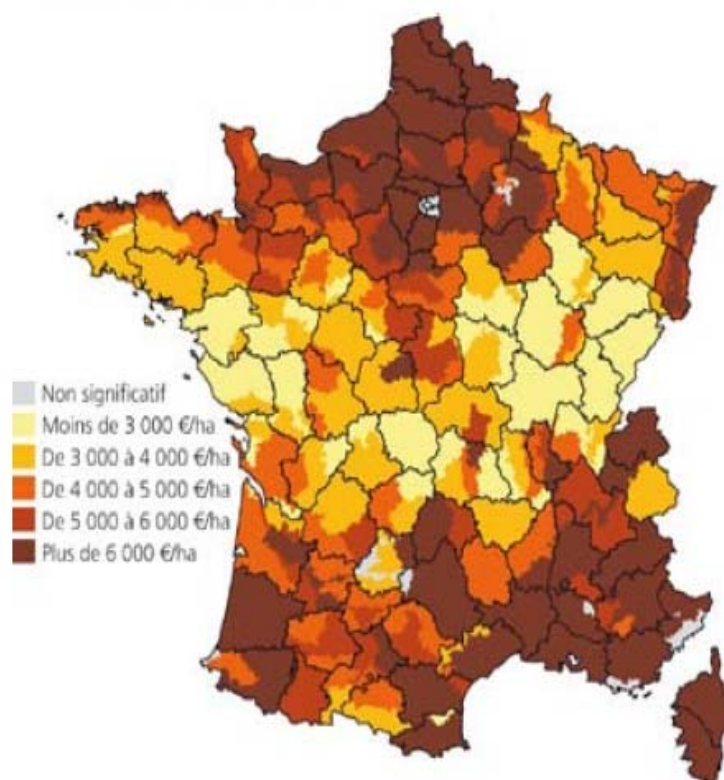 Non significatif
Moins de 3 000 €/ha
De 3 000 à 4 000 €/ha
De 4 000 à 5 000 €/ha
De 5 000 à 6 000 €/ha
Plus de 6 000 €/ha